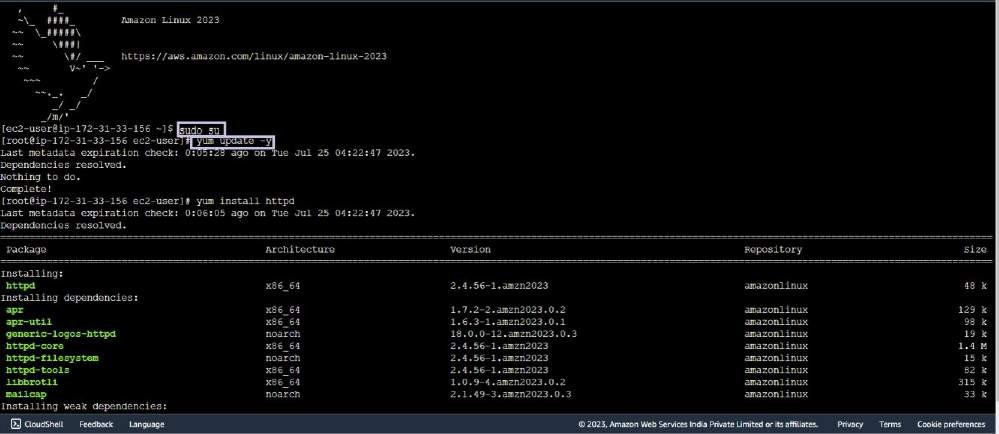 Amazon Linux 2023
https://aws.amazon.com/linux/amazon-linux-2023
[ec2-user@ip-172-31-33-156 ~]$ sudo su
[root@ip-172-31-33-156 ec2-user]# yum update -y
Last metadata expiration check: 0:05:28 ago on Tue Jul 25 04:22:47 2023.
Dependencies resolved.
Nothing to do.
Complete!
[root@ip-172-31-33-156 ec2-user]# yum install httpd
Last metadata expiration check: 0:06:05 ago on Tue Jul 25 04:22:47 2023.
Dependencies resolved.
Package Architecture Version Repository Size
Installing:
httpd x86_64 2.4.56-1.amzn2023 amazonlinux 48 k
Installing dependencies:
apr x86_64 1.7.2-2.amzn2023.0.2 amazonlinux 129 k
apr-util x86_64 1.6.3-1.amzn2023.0.1 amazonlinux 98 k
generic-logos-httpd noarch 18.0.0-12.amzn2023.0.3 amazonlinux 19 k
httpd-core x86_64 2.4.56-1.amzn2023 amazonlinux 1.4 M
httpd-filesystem noarch 2.4.56-1.amzn2023 amazonlinux 15 k
httpd-tools x86_64 2.4.56-1.amzn2023 amazonlinux 82 k
libbrotli x86_64 1.0.9-4.amzn2023.0.2 amazonlinux 315 k
mailcap noarch 2.1.49-3.amzn2023.0.3 amazonlinux 33 k
Installing weak dependencies:
CloudShell Feedback Language © 2023, Amazon Web Services India Private Limited or its affiliates. Privacy Terms Cookie preferences